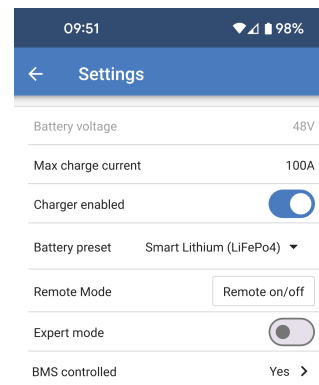 09:51 98%
Settings
Battery voltage 48V
Max charge current 100A
Charger enabled
Battery preset Smart Lithium (LiFePo4)
Remote Mode Remote on/off
Expert mode
BMS controlled Yes